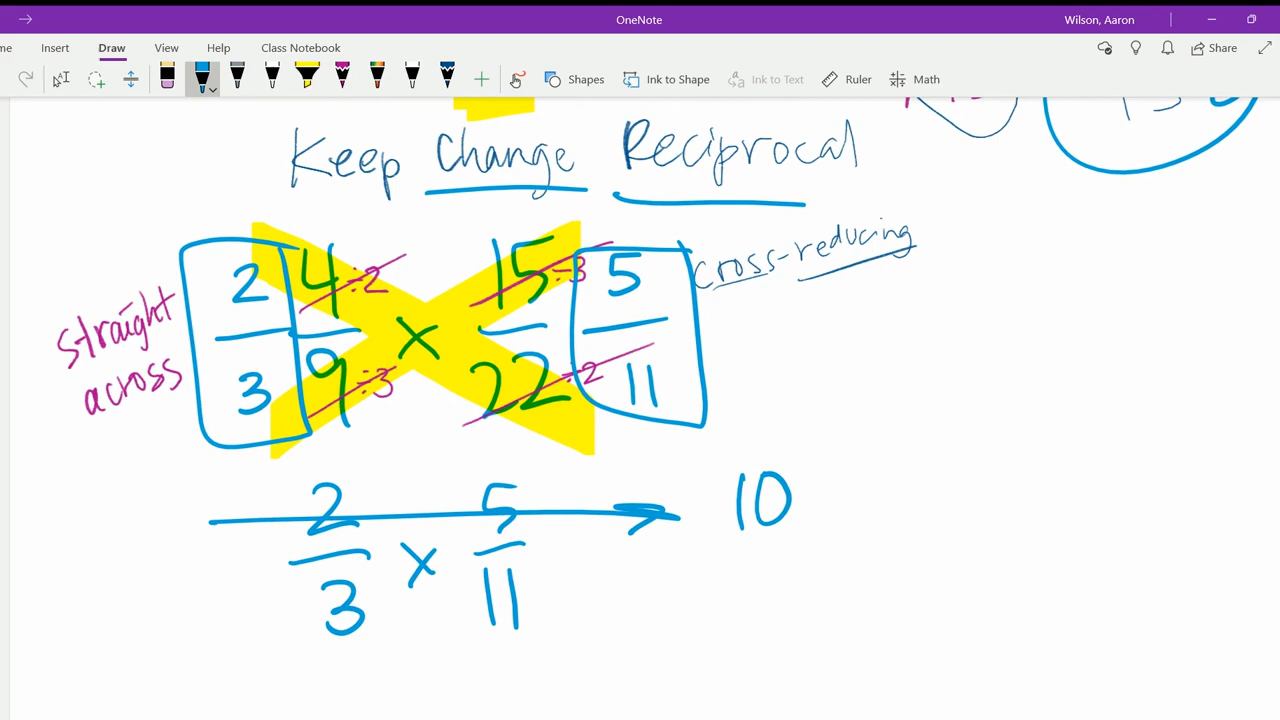 OneNote
Wilson, Aaron
Insert Draw View Help Class Notebook
Share
Shapes Ink to Shape Ink to Text Ruler Math
Keep Change Reciprocal
cross-reducing
straight across
2 4 ÷2 15 ÷3 5
×
3 9 ÷3 22 ÷2 11
2 5 10
×
3 11